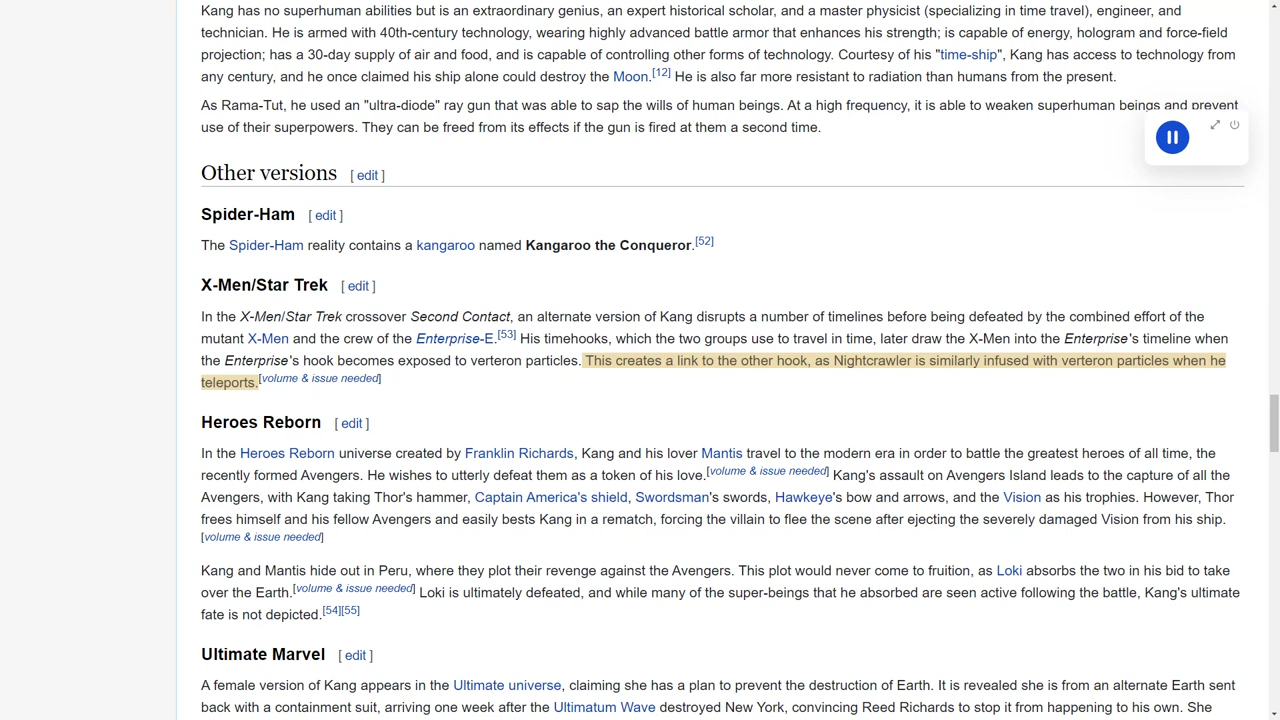 Kang has no superhuman abilities but is an extraordinary genius, an expert historical scholar, and a master physicist (specializing in time travel), engineer, and
technician. He is armed with 40th-century technology, wearing highly advanced battle armor that enhances his strength; is capable of energy, hologram and force-field
projection; has a 30-day supply of air and food, and is capable of controlling other forms of technology. Courtesy of his "time-ship", Kang has access to technology from
any century, and he once claimed his ship alone could destroy the Moon.[12] He is also far more resistant to radiation than humans from the present.
As Rama-Tut, he used an "ultra-diode" ray gun that was able to sap the wills of human beings. At a high frequency, it is able to weaken superhuman beings and prevent
use of their superpowers. They can be freed from its effects if the gun is fired at them a second time.
Other versions [ edit ]
Spider-Ham [ edit ]
The Spider-Ham reality contains a kangaroo named Kangaroo the Conqueror.[52]
X-Men/Star Trek [ edit ]
In the X-Men/Star Trek crossover Second Contact, an alternate version of Kang disrupts a number of timelines before being defeated by the combined effort of the
mutant X-Men and the crew of the Enterprise-E.[53] His timehooks, which the two groups use to travel in time, later draw the X-Men into the Enterprise's timeline when
the Enterprise's hook becomes exposed to verteron particles. This creates a link to the other hook, as Nightcrawler is similarly infused with verteron particles when he
teleports.[volume & issue needed]
Heroes Reborn [ edit ]
In the Heroes Reborn universe created by Franklin Richards, Kang and his lover Mantis travel to the modern era in order to battle the greatest heroes of all time, the
recently formed Avengers. He wishes to utterly defeat them as a token of his love.[volume & issue needed] Kang's assault on Avengers Island leads to the capture of all the
Avengers, with Kang taking Thor's hammer, Captain America's shield, Swordsman's swords, Hawkeye's bow and arrows, and the Vision as his trophies. However, Thor
frees himself and his fellow Avengers and easily bests Kang in a rematch, forcing the villain to flee the scene after ejecting the severely damaged Vision from his ship.
[volume & issue needed]
Kang and Mantis hide out in Peru, where they plot their revenge against the Avengers. This plot would never come to fruition, as Loki absorbs the two in his bid to take
over the Earth.[volume & issue needed] Loki is ultimately defeated, and while many of the super-beings that he absorbed are seen active following the battle, Kang's ultimate
fate is not depicted.[54][55]
Ultimate Marvel [ edit ]
A female version of Kang appears in the Ultimate universe, claiming she has a plan to prevent the destruction of Earth. It is revealed she is from an alternate Earth sent
back with a containment suit, arriving one week after the Ultimatum Wave destroyed New York, convincing Reed Richards to stop it from happening to his own. She